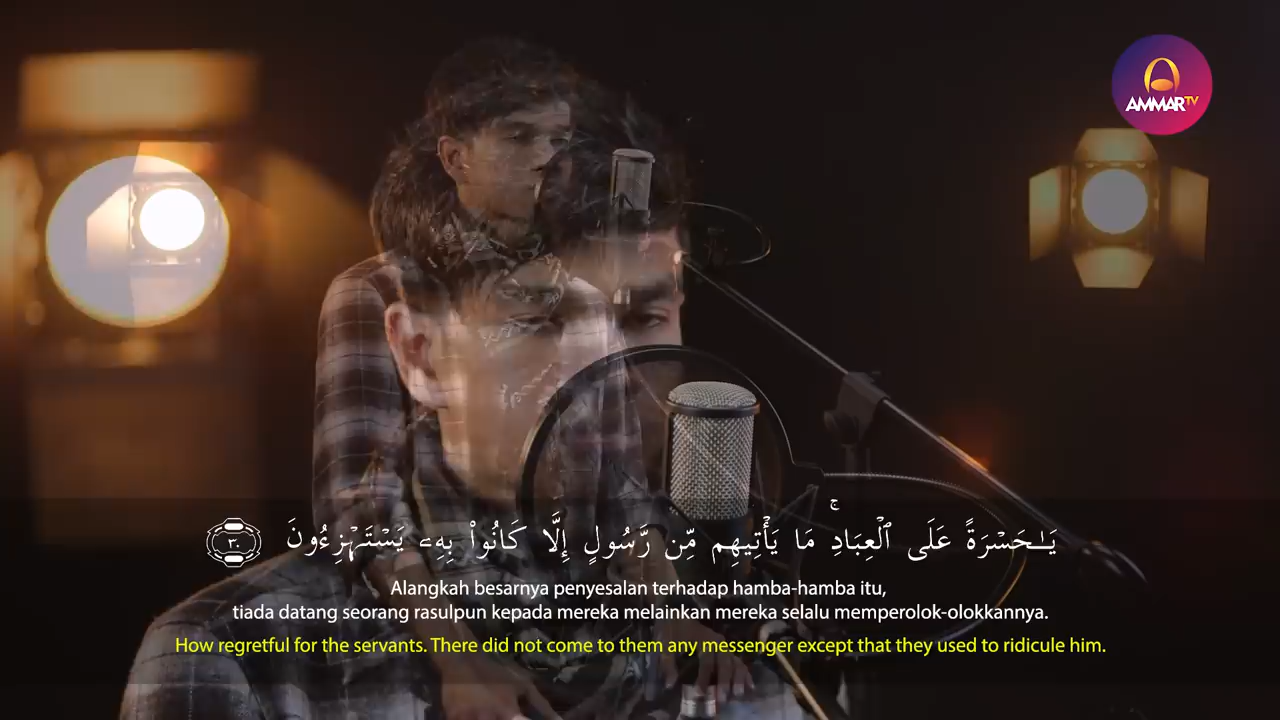 AMMARTV
يَـٰحَسْرَةً عَلَى ٱلْعِبَادِ ۚ مَا يَأْتِيهِم مِّن رَّسُولٍ إِلَّا كَانُوا۟ بِهِۦ يَسْتَهْزِءُونَ ٣٠
Alangkah besarnya penyesalan terhadap hamba-hamba itu,
tiada datang seorang rasulpun kepada mereka melainkan mereka selalu memperolok-olokkannya.
How regretful for the servants. There did not come to them any messenger except that they used to ridicule him.